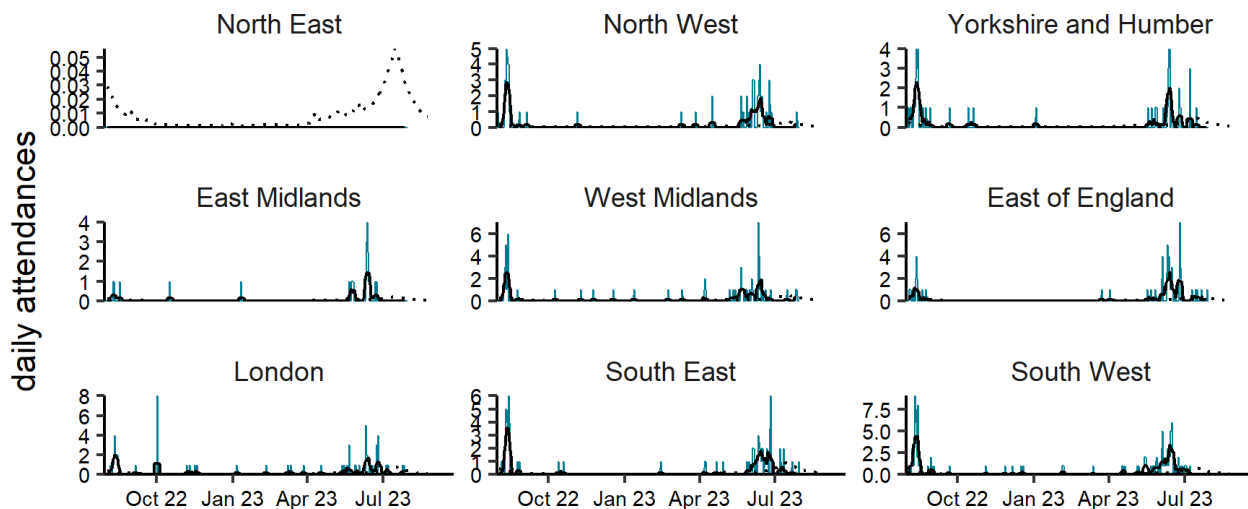 North East North West Yorkshire and Humber
0.05 5 4
0.04 4 3
0.03 3 2
0.02 2 1
0.01 1 0
0.00 0
East Midlands West Midlands East of England
4 6 6
3 4 4
2 2 2
1 0 0
0
London South East South West
8 6 7.5
6 5 5.0
4 4 2.5
2 3 0.0
0 2
1
0
Oct 22 Jan 23 Apr 23 Jul 23 Oct 22 Jan 23 Apr 23 Jul 23 Oct 22 Jan 23 Apr 23 Jul 23
daily attendances